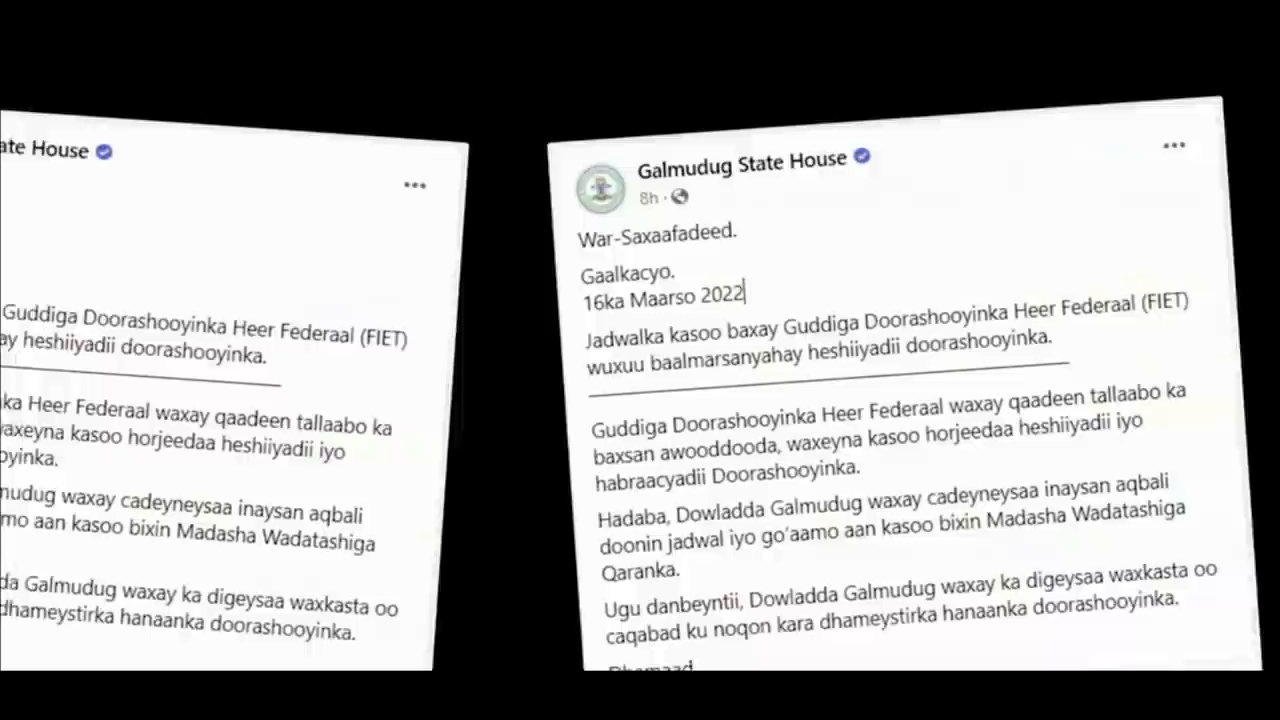 ate House
Guddiga Doorashooyinka Heer Federaal (FIET)
ay heshiiyadii doorashooyinka.
ka Heer Federaal waxay qaadeen tallaabo ka
waxeyna kasoo horjeedaa heshiiyadii iyo
oyinka.
mudug waxay cadeyneysaa inaysan aqbali
mo aan kasoo bixin Madasha Wadatashiga
da Galmudug waxay ka digeysaa waxkasta oo
dhameystirka hanaanka doorashooyinka.
Galmudug State House
8h
War-Saxaafadeed.
Gaalkacyo.
16ka Maarso 2022
Jadwalka kasoo baxay Guddiga Doorashooyinka Heer Federaal (FIET)
wuxuu baalmarsanyahay heshiiyadii doorashooyinka.
Guddiga Doorashooyinka Heer Federaal waxay qaadeen tallaabo ka
baxsan awooddooda, waxeyna kasoo horjeedaa heshiiyadii iyo
habraacyadii Doorashooyinka.
Hadaba, Dowladda Galmudug waxay cadeyneysaa inaysan aqbali
doonin jadwal iyo go'aamo aan kasoo bixin Madasha Wadatashiga
Qaranka.
Ugu danbeyntii, Dowladda Galmudug waxay ka digeysaa waxkasta oo
caqabad ku noqon kara dhameystirka hanaanka doorashooyinka.